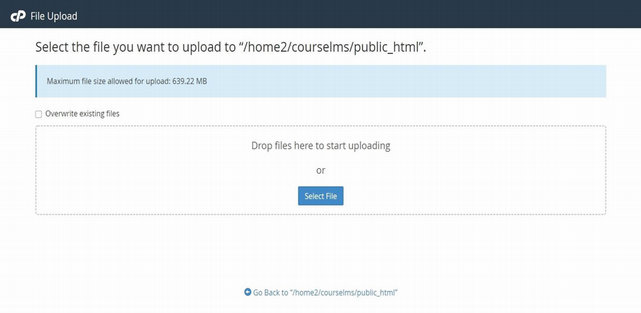 cP File Upload
Select the file you want to upload to “/home2/courselms/public_html”.
Maximum file size allowed for upload: 639.22 MB
Overwrite existing files
Drop files here to start uploading
or
Select File
Go Back to “/home2/courselms/public_html”